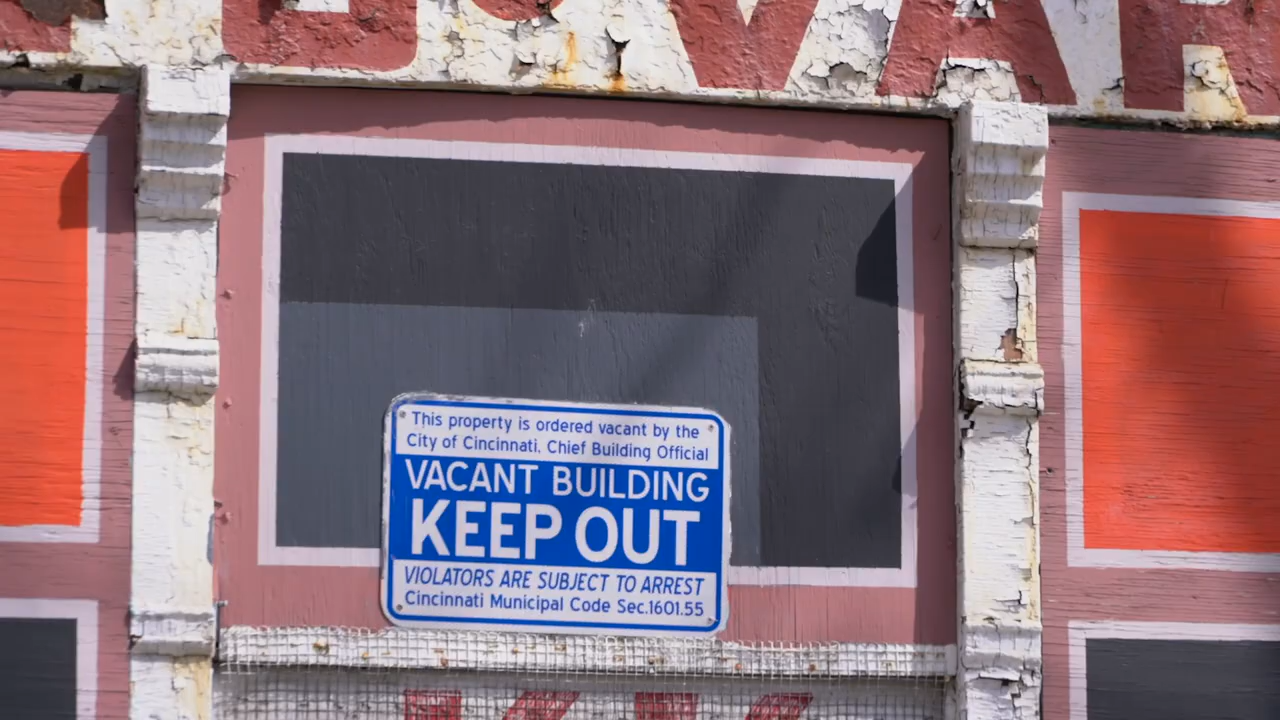 This property is ordered vacant by the
City of Cincinnati, Chief Building Official
VACANT BUILDING
KEEP OUT
VIOLATORS ARE SUBJECT TO ARREST
Cincinnati Municipal Code Sec.1601.55